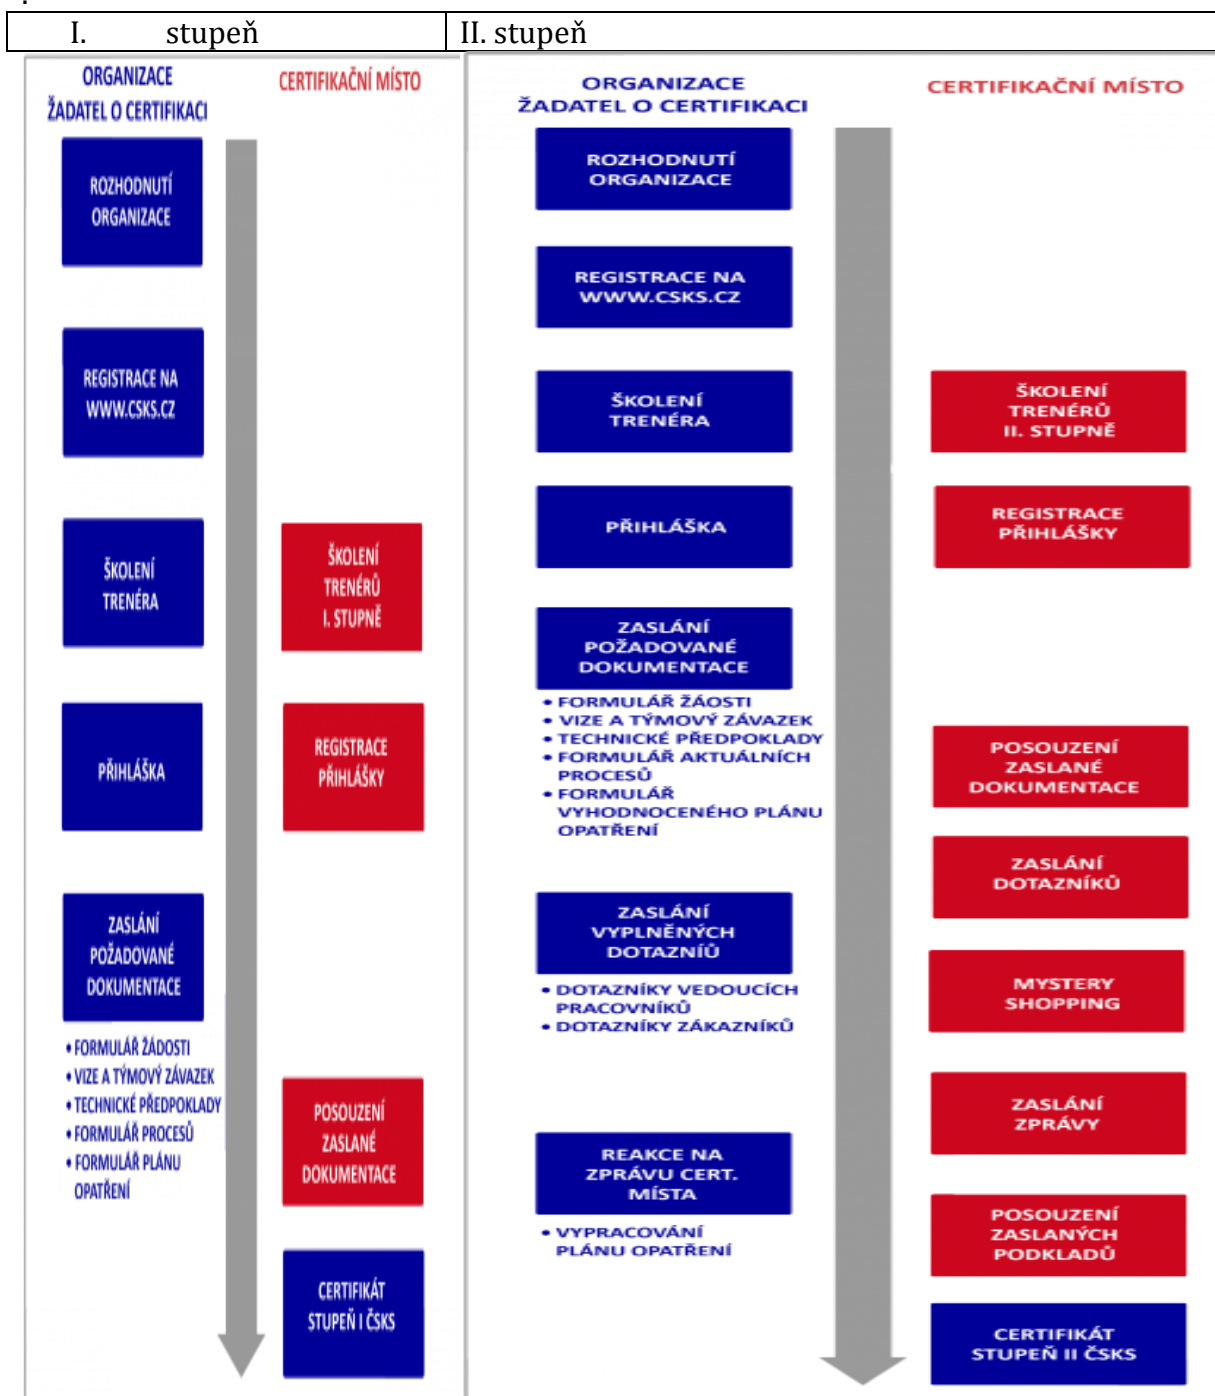 I. stupeň
II. stupeň
ORGANIZACE
ŽADATEL O CERTIFIKACI
CERTIFIKAČNÍ MÍSTO
ROZHODNUTÍ
ORGANIZACE
REGISTRACE NA
WWW.CSKS.CZ
ŠKOLENÍ
TRENÉRA
ŠKOLENÍ
TRENÉRŮ
I. STUPNĚ
PŘIHLÁŠKA
REGISTRACE
PŘIHLÁŠKY
ZASLÁNÍ
POŽADOVANÉ
DOKUMENTACE
• FORMULÁŘ ŽÁDOSTI
• VIZE A TÝMOVÝ ZÁVAZEK
• TECHNICKÉ PŘEDPOKLADY
• FORMULÁŘ PROCESŮ
• FORMULÁŘ PLÁNU
OPATŘENÍ
POSOUZENÍ
ZASLANÉ
DOKUMENTACE
CERTIFIKÁT
STUPEŇ I ČSKS
ORGANIZACE
ŽADATEL O CERTIFIKACI
CERTIFIKAČNÍ MÍSTO
ROZHODNUTÍ
ORGANIZACE
REGISTRACE NA
WWW.CSKS.CZ
ŠKOLENÍ
TRENÉRA
ŠKOLENÍ
TRENÉRŮ
II. STUPNĚ
PŘIHLÁŠKA
REGISTRACE
PŘIHLÁŠKY
ZASLÁNÍ
POŽADOVANÉ
DOKUMENTACE
• FORMULÁŘ ŽÁOSTI
• VIZE A TÝMOVÝ ZÁVAZEK
• TECHNICKÉ PŘEDPOKLADY
• FORMULÁŘ AKTUÁLNÍCH
PROCESŮ
• FORMULÁŘ
VYHODNOCENÉHO PLÁNU
OPATŘENÍ
POSOUZENÍ
ZASLANÉ
DOKUMENTACE
ZASLÁNÍ
DOTAZNÍKŮ
ZASLÁNÍ
VYPLNĚNÝCH
DOTAZNÍŮ
• DOTAZNÍKY VEDOUCÍCH
PRACOVNÍKŮ
• DOTAZNÍKY ZÁKAZNÍKŮ
MYSTERY
SHOPPING
ZASLÁNÍ
ZPRÁVY
REAKCE NA
ZPRÁVU CERT.
MÍSTA
• VYPRACOVÁNÍ
PLÁNU OPATŘENÍ
POSOUZENÍ
ZASLANÝCH
PODKLADŮ
CERTIFIKÁT
STUPEŇ II ČSKS